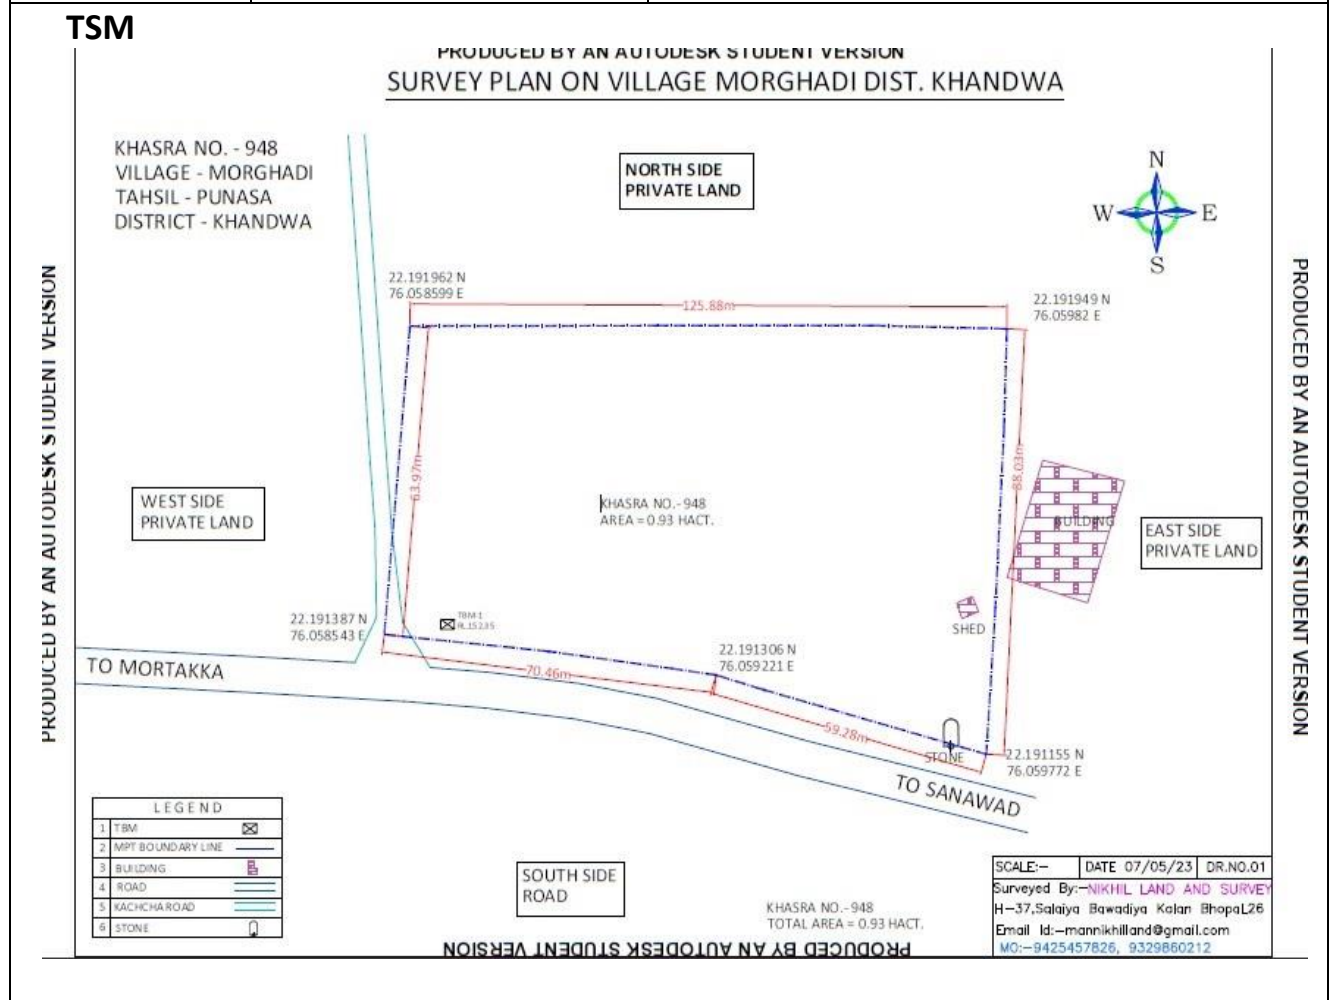 TSM
PRODUCED BY AN AUTODESK STUDENT VERSION
SURVEY PLAN ON VILLAGE MORGHADI DIST. KHANDWA
KHASRA NO. - 948
VILLAGE - MORGHADI
TAHSIL - PUNASA
DISTRICT - KHANDWA
NORTH SIDE
PRIVATE LAND
N
W
E
S
22.191962 N
76.058599 E
125.88m
22.191949 N
76.05982 E
PRODUCED BY AN AUTODESK STUDENT VERSION
PRODUCED BY AN AUTODESK STUDENT VERSION
63.97m
88.03m
WEST SIDE
PRIVATE LAND
KHASRA NO.- 948
AREA = 0.93 HACT.
BUILDING
EAST SIDE
PRIVATE LAND
22.191387 N
76.058543 E
TBM-1
SHED
22.191306 N
76.059221 E
TO MORTAKKA
70.46m
59.28m
STONE
22.191155 N
76.059772 E
TO SANAWAD
LEGEND
1 TBM
2 MPT BOUNDARY LINE
3 BUILDING
4 ROAD
5 KACHCHA ROAD
6 STONE
SOUTH SIDE
ROAD
KHASRA NO.- 948
TOTAL AREA = 0.93 HACT.
SCALE:- DATE 07/05/23 DR.NO.01
Surveyed By:-NIKHIL LAND AND SURVEY
H-37,Salaiya Bawadiya Kalan Bhopal26
Email Id:-mannikhilland@gmail.com
MO:-9425457826, 9329860212
PRODUCED BY AN AUTODESK STUDENT VERSION